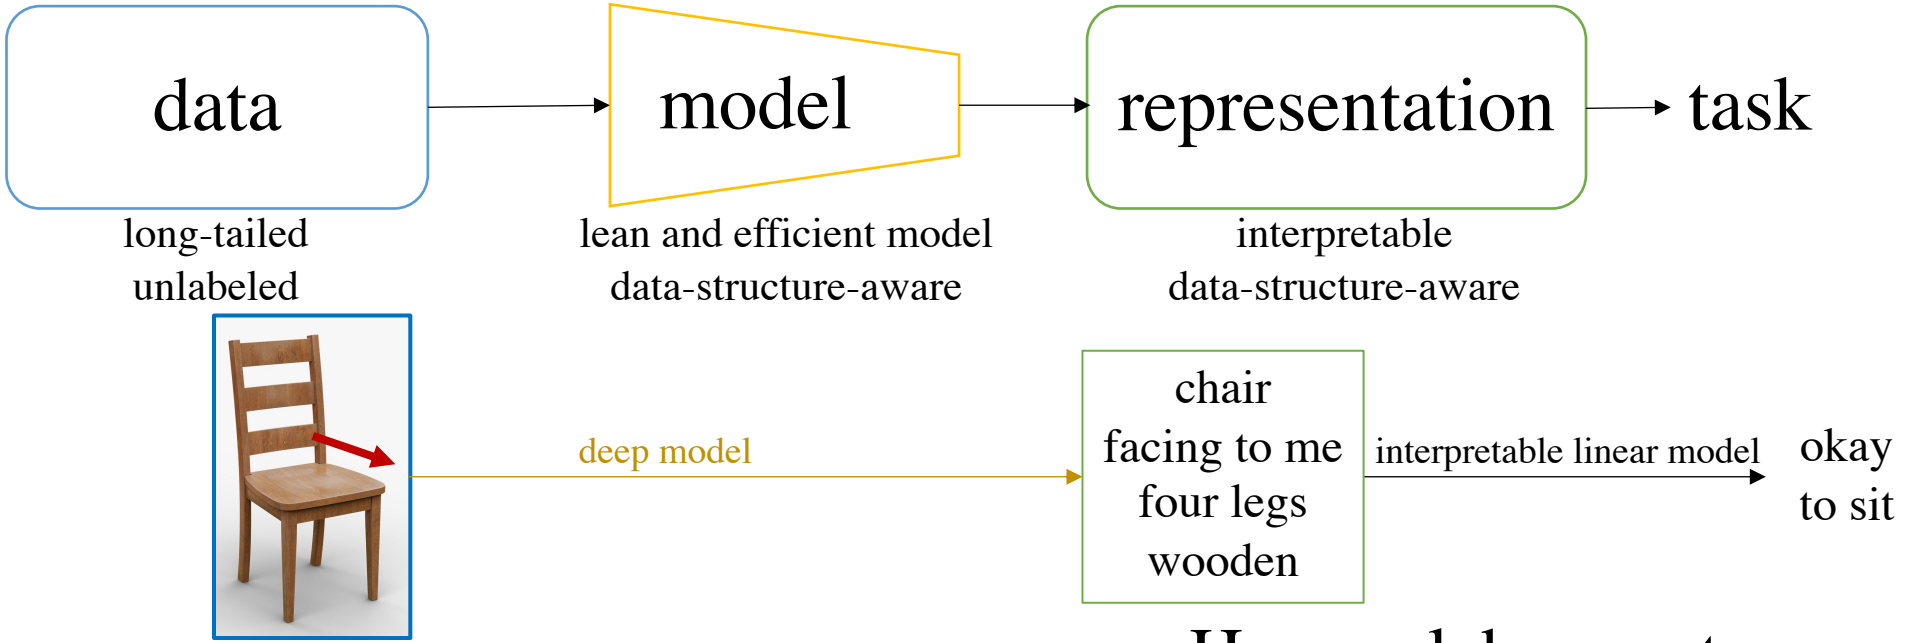 data
model
representation
task
long-tailed
unlabeled
lean and efficient model
data-structure-aware
interpretable
data-structure-aware
deep model
chair
facing to me
four legs
wooden
interpretable linear model
okay
to sit